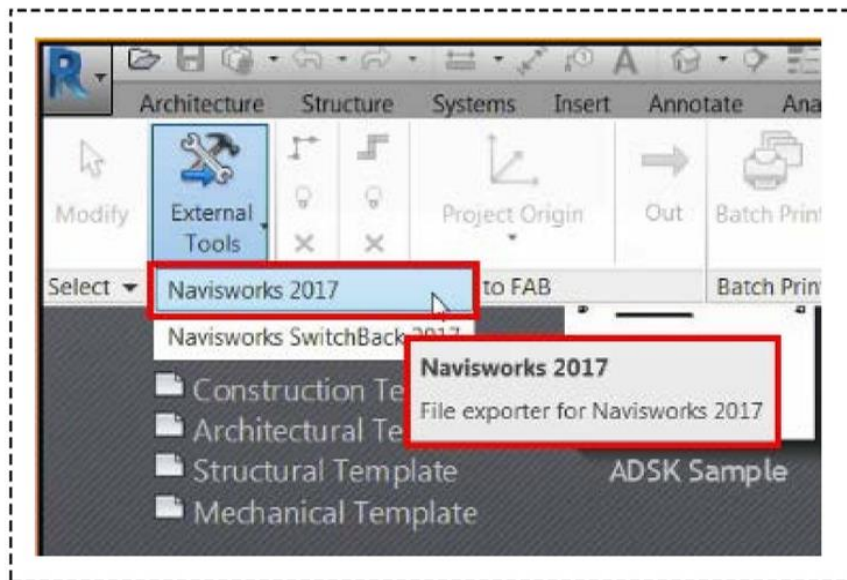 R
Architecture Structure Systems Insert Annotate Ana
Modify External Tools Project Origin Out Batch Print
Select to FAB Batch Prin
Navisworks 2017
Navisworks SwitchBack 2017
Navisworks 2017
File exporter for Navisworks 2017
Construction Te
Architectural Te
Structural Template
Mechanical Template
ADSK Sample